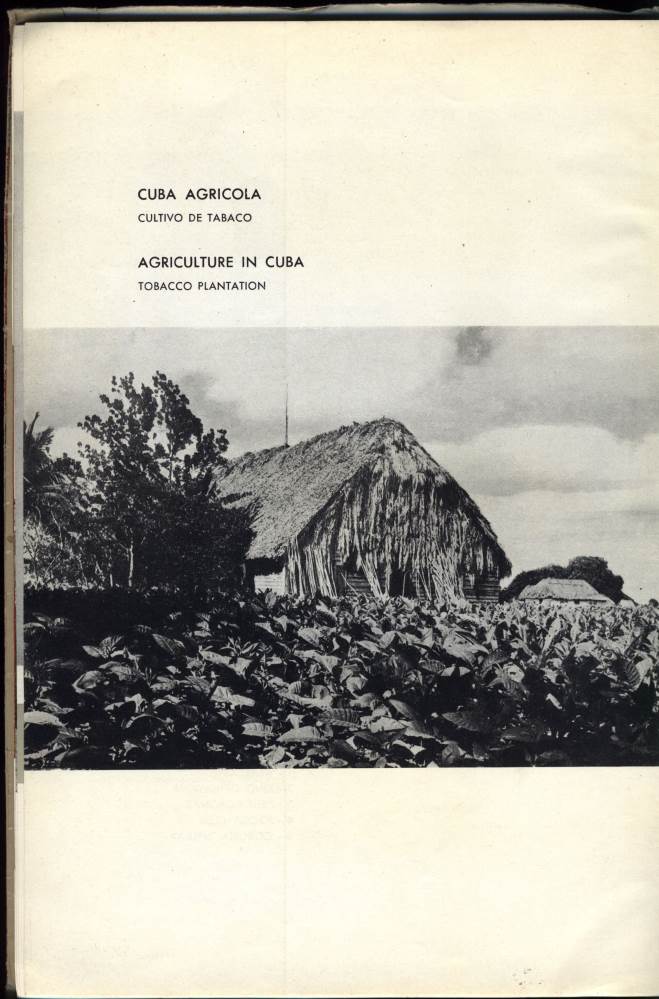 CUBA AGRICOLA
CULTIVO DE TABACO
AGRICULTURE IN CUBA
TOBACCO PLANTATION